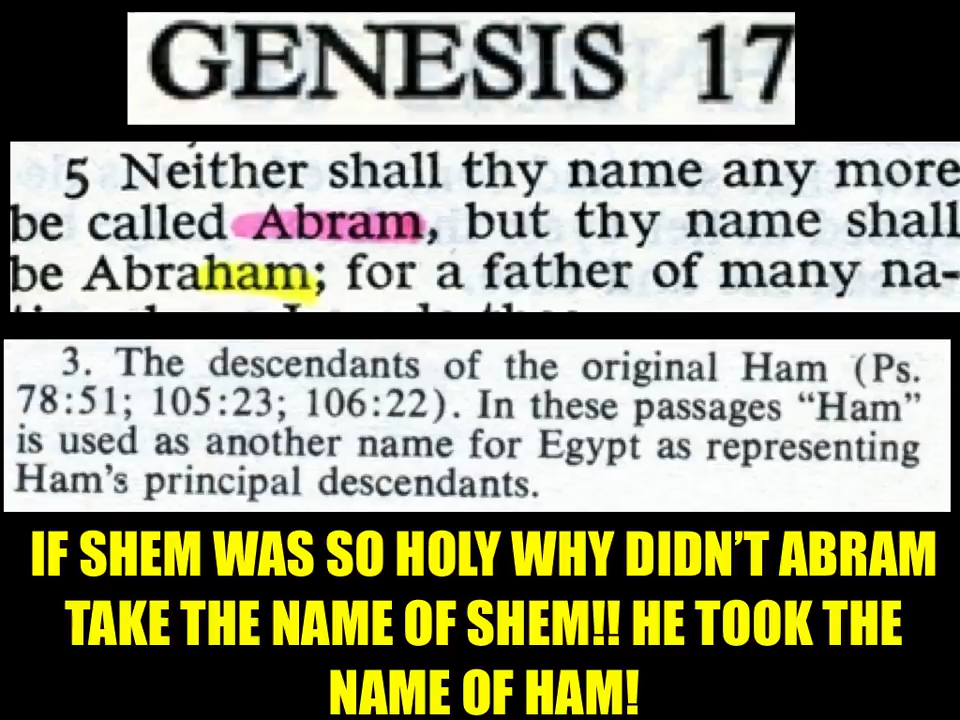 GENESIS 17
5 Neither shall thy name any more
be called Abram, but thy name shall
be Abraham; for a father of many na-
3. The descendants of the original Ham (Ps.
78:51; 105:23; 106:22). In these passages “Ham”
is used as another name for Egypt as representing
Ham’s principal descendants.
IF SHEM WAS SO HOLY WHY DIDN’T ABRAM
TAKE THE NAME OF SHEM!! HE TOOK THE
NAME OF HAM!